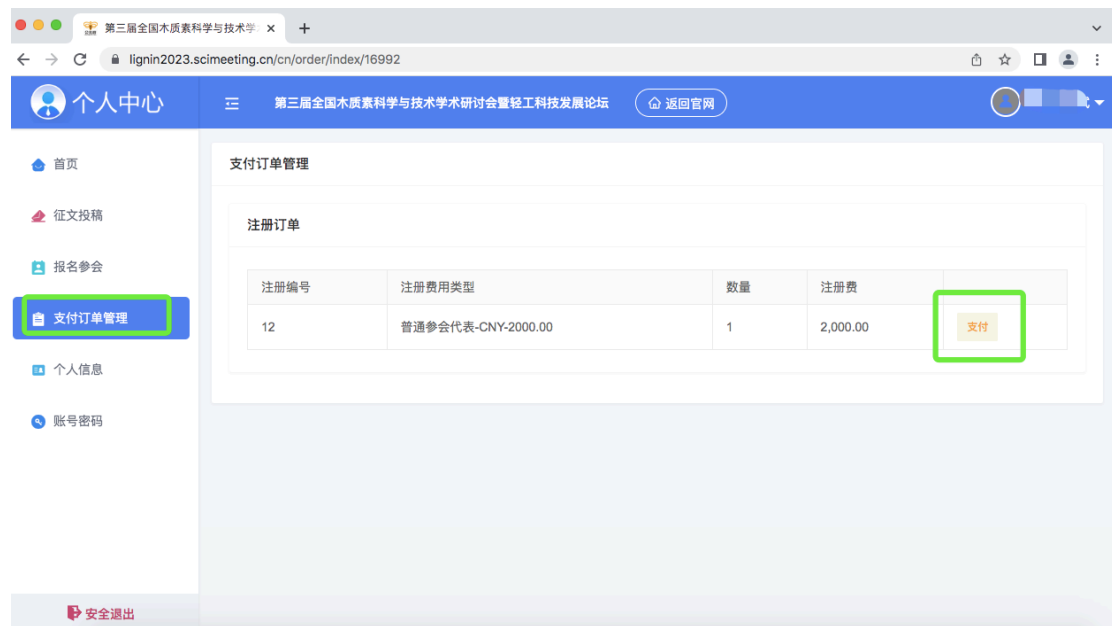 第三届全国木质素科学与技术学
lignin2023.scimeeting.cn/cn/order/index/16992
个人中心
第三届全国木质素科学与技术学术研讨会暨轻工科技发展论坛
返回官网
首页
征文投稿
报名参会
支付订单管理
个人信息
账号密码
安全退出
支付订单管理
注册订单
注册编号 注册费用类型 数量 注册费
12 普通参会代表-CNY-2000.00 1 2,000.00 支付